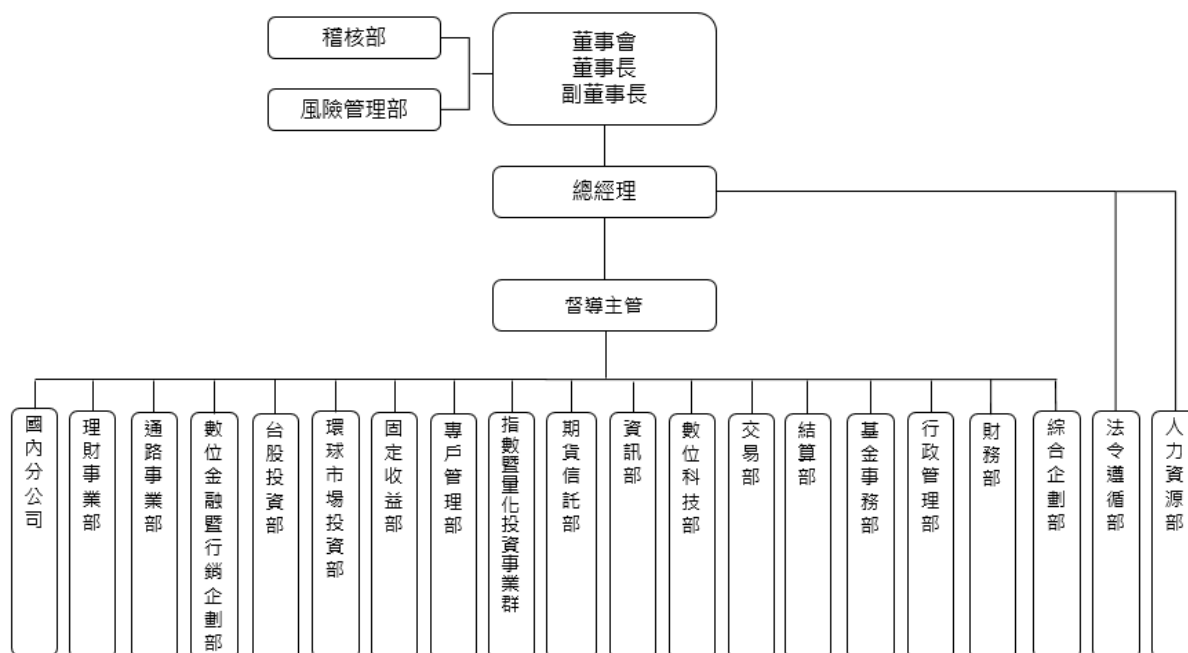 稽核部
風險管理部
董事會
董事長
副董事長
總經理
督導主管
國內分公司
理財事業部
通路事業部
數位金融暨行銷企劃部
台股投資部
環球市場投資部
固定收益部
專戶管理部
指數暨量化投資事業群
期貨信託部
資訊部
數位科技部
交易部
結算部
基金事務部
行政管理部
財務部
綜合企劃部
法令遵循部
人力資源部